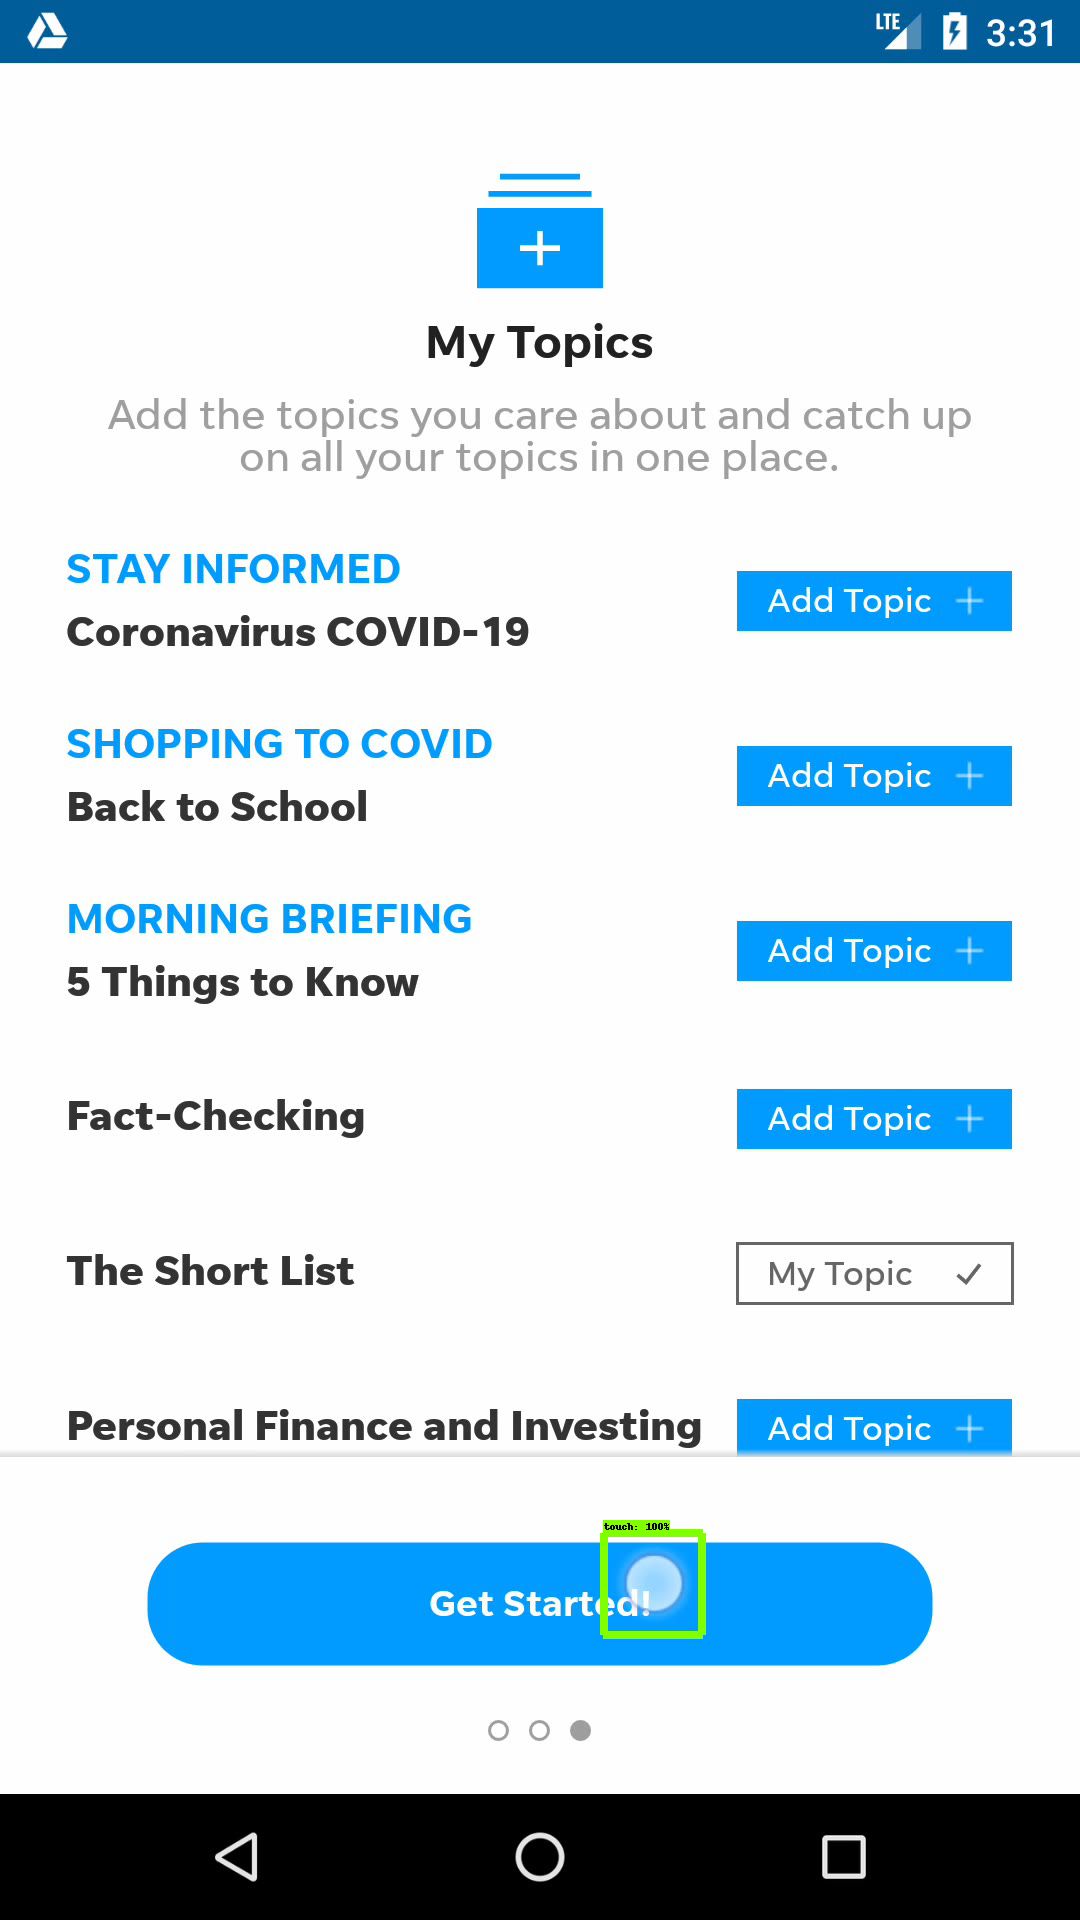 LTE 3:31
My Topics
Add the topics you care about and catch up
on all your topics in one place.
STAY INFORMED
Coronavirus COVID-19
Add Topic
SHOPPING TO COVID
Back to School
Add Topic
MORNING BRIEFING
5 Things to Know
Add Topic
Fact-Checking
Add Topic
The Short List
My Topic
Personal Finance and Investing
Add Topic
touch: 100%
Get Started!